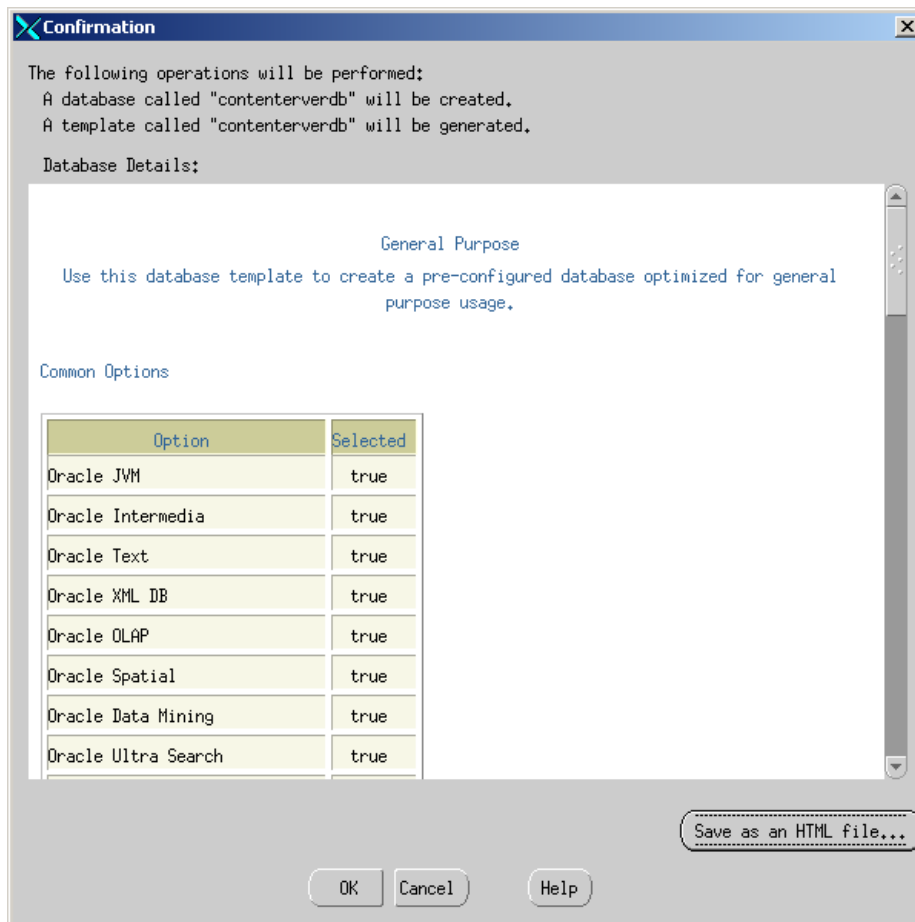 Confirmation
The following operations will be performed:
A database called "contenterverdb" will be created.
A template called "contenterverdb" will be generated.
Database Details:
General Purpose
Use this database template to create a pre-configured database optimized for general
purpose usage.
Common Options
Option Selected
Oracle JVM true
Oracle Intermedia true
Oracle Text true
Oracle XML DB true
Oracle OLAP true
Oracle Spatial true
Oracle Data Mining true
Oracle Ultra Search true
Save as an HTML file...
OK Cancel Help